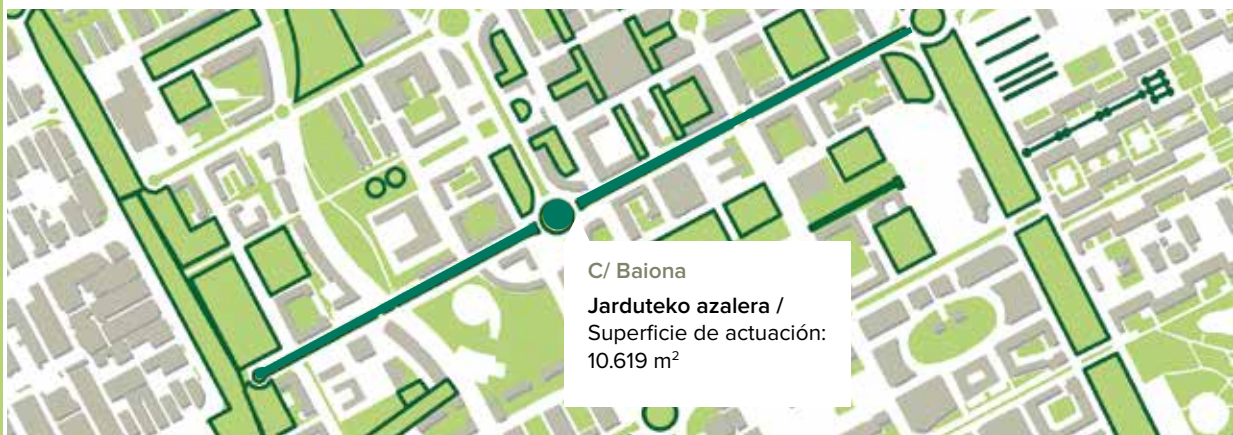 C/ Baiona
Jarduteko azalera /
Superficie de actuación:
10.619 m²